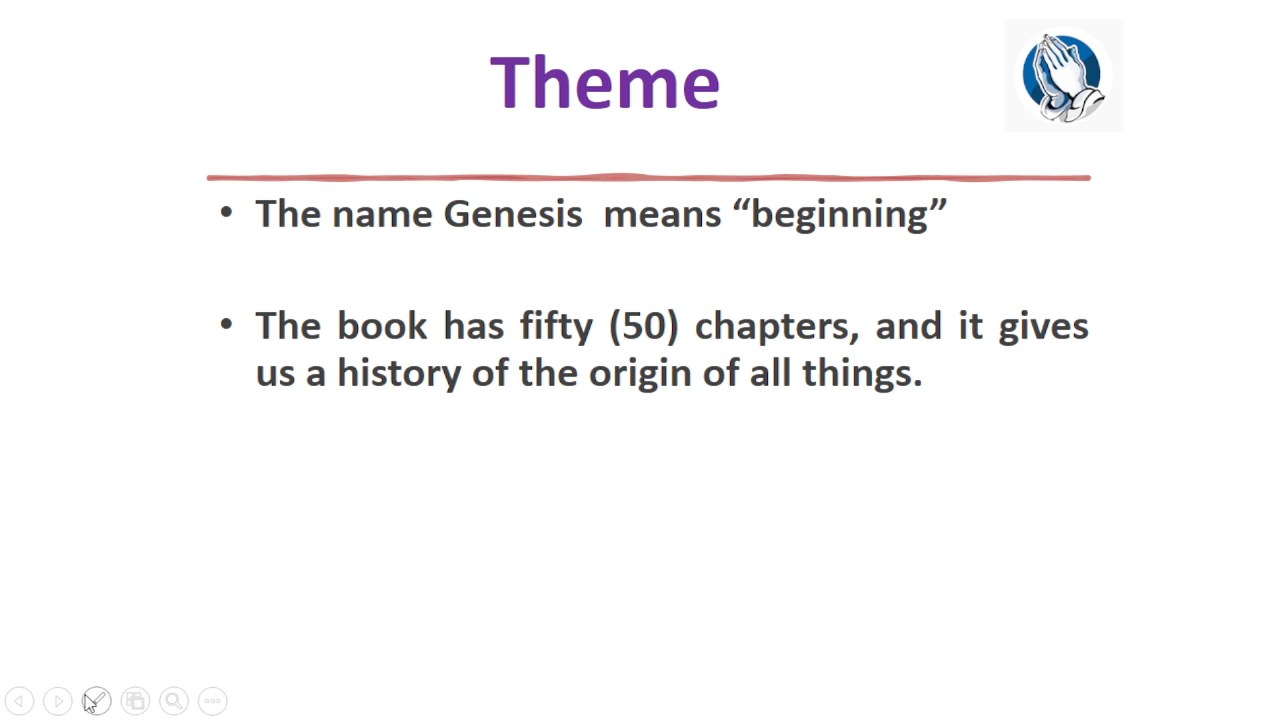 Theme
• The name Genesis  means “beginning”
• The book has fifty (50) chapters, and it gives
us a history of the origin of all things.